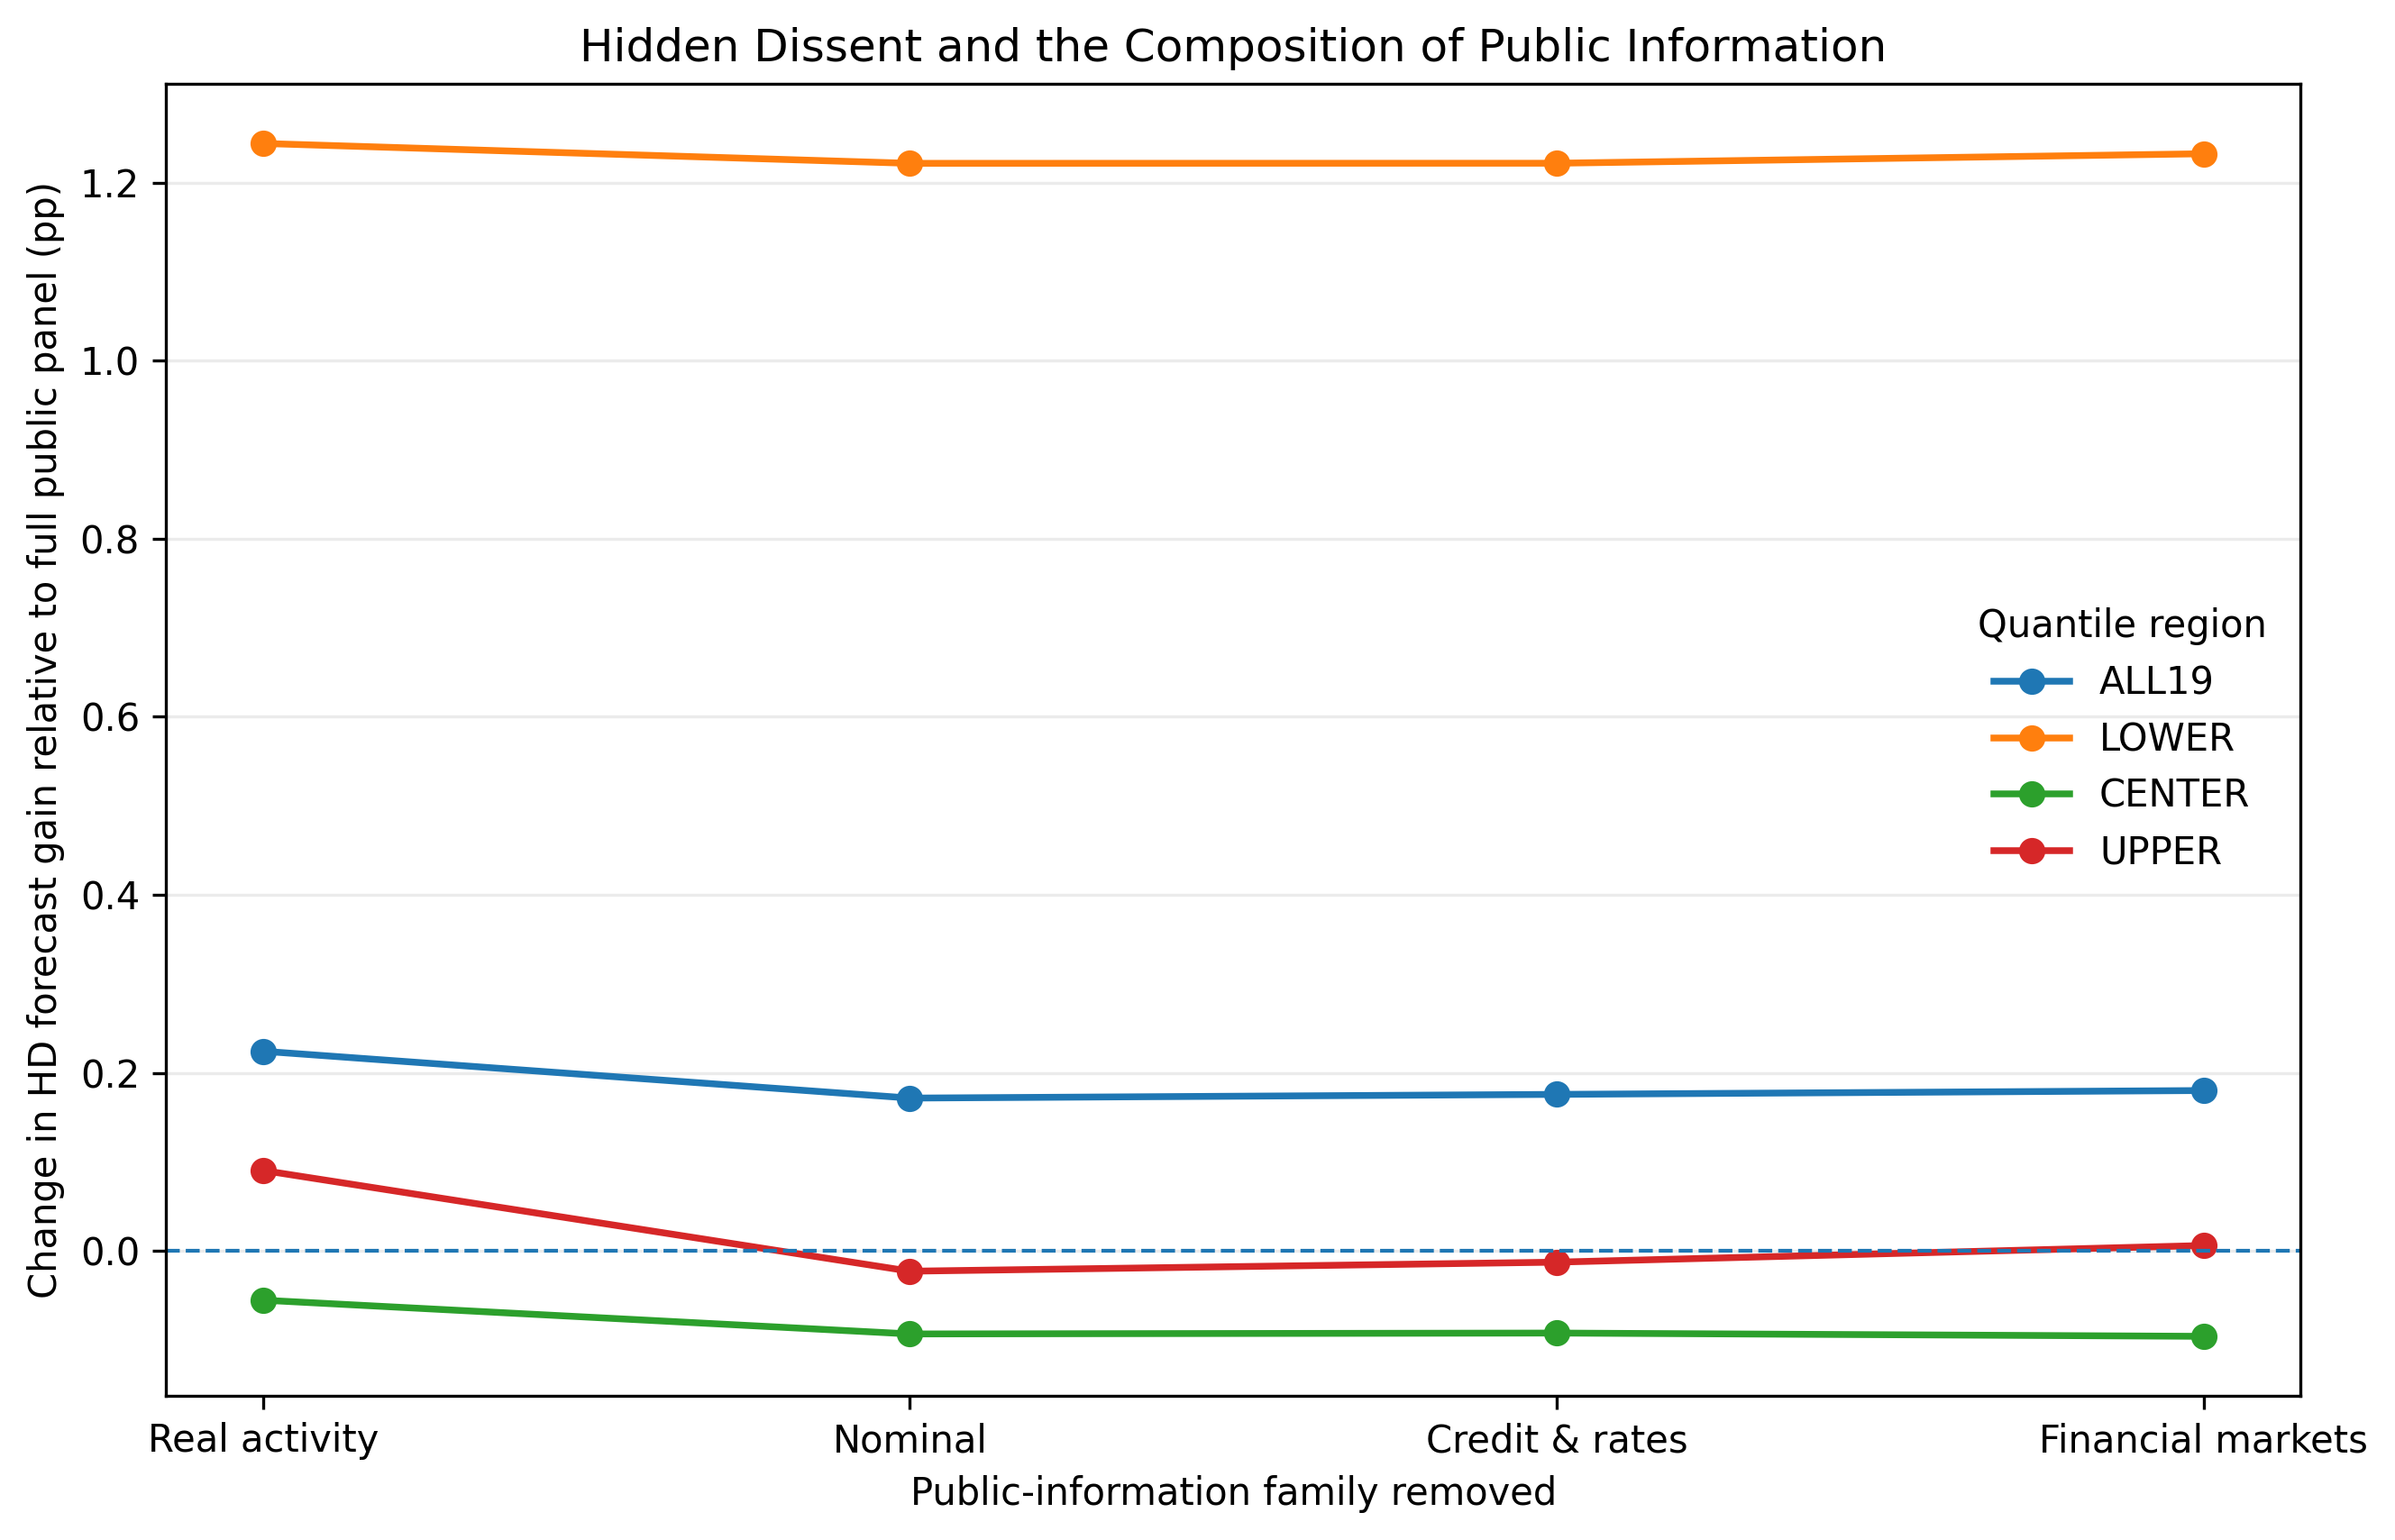 Hidden Dissent and the Composition of Public Information
Change in HD forecast gain relative to full public panel (pp)
1.2
1.0
0.8
0.6
0.4
0.2
0.0
Quantile region
ALL19
LOWER
CENTER
UPPER
Real activity
Nominal
Credit & rates
Financial markets
Public-information family removed